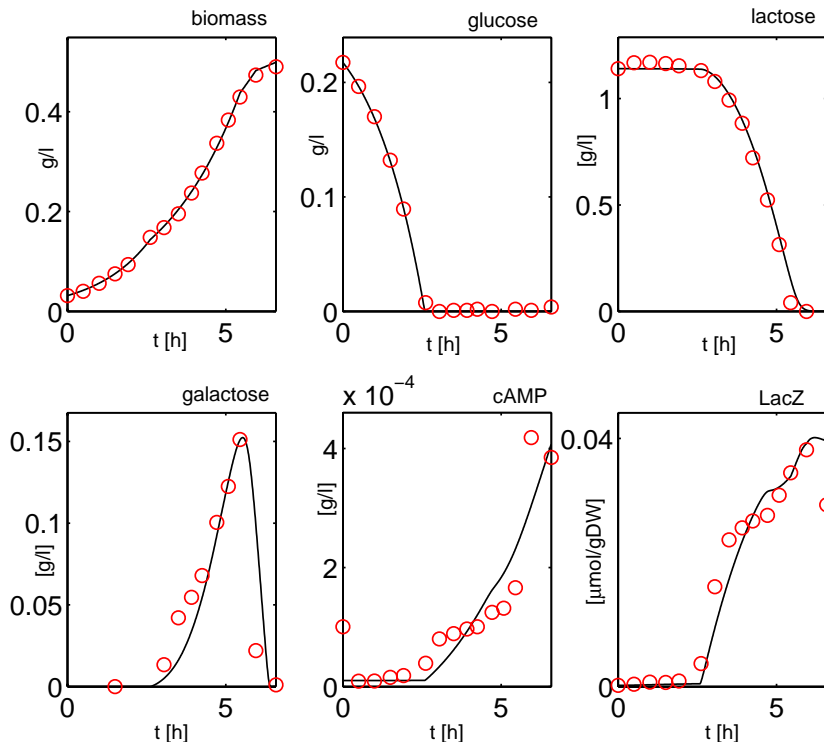 biomass
g/l
0.4
0.2
0
0
5
t [h]
glucose
g/l
0.2
0.1
0
0
5
t [h]
lactose
[g/l]
1
0.5
0
0
5
t [h]
galactose
[g/l]
0.15
0.1
0.05
0
0
5
t [h]
x 10⁻⁴
cAMP
[g/l]
4
2
0
0
5
t [h]
LacZ
[μmol/gDW]
0.04
0
0
5
t [h]